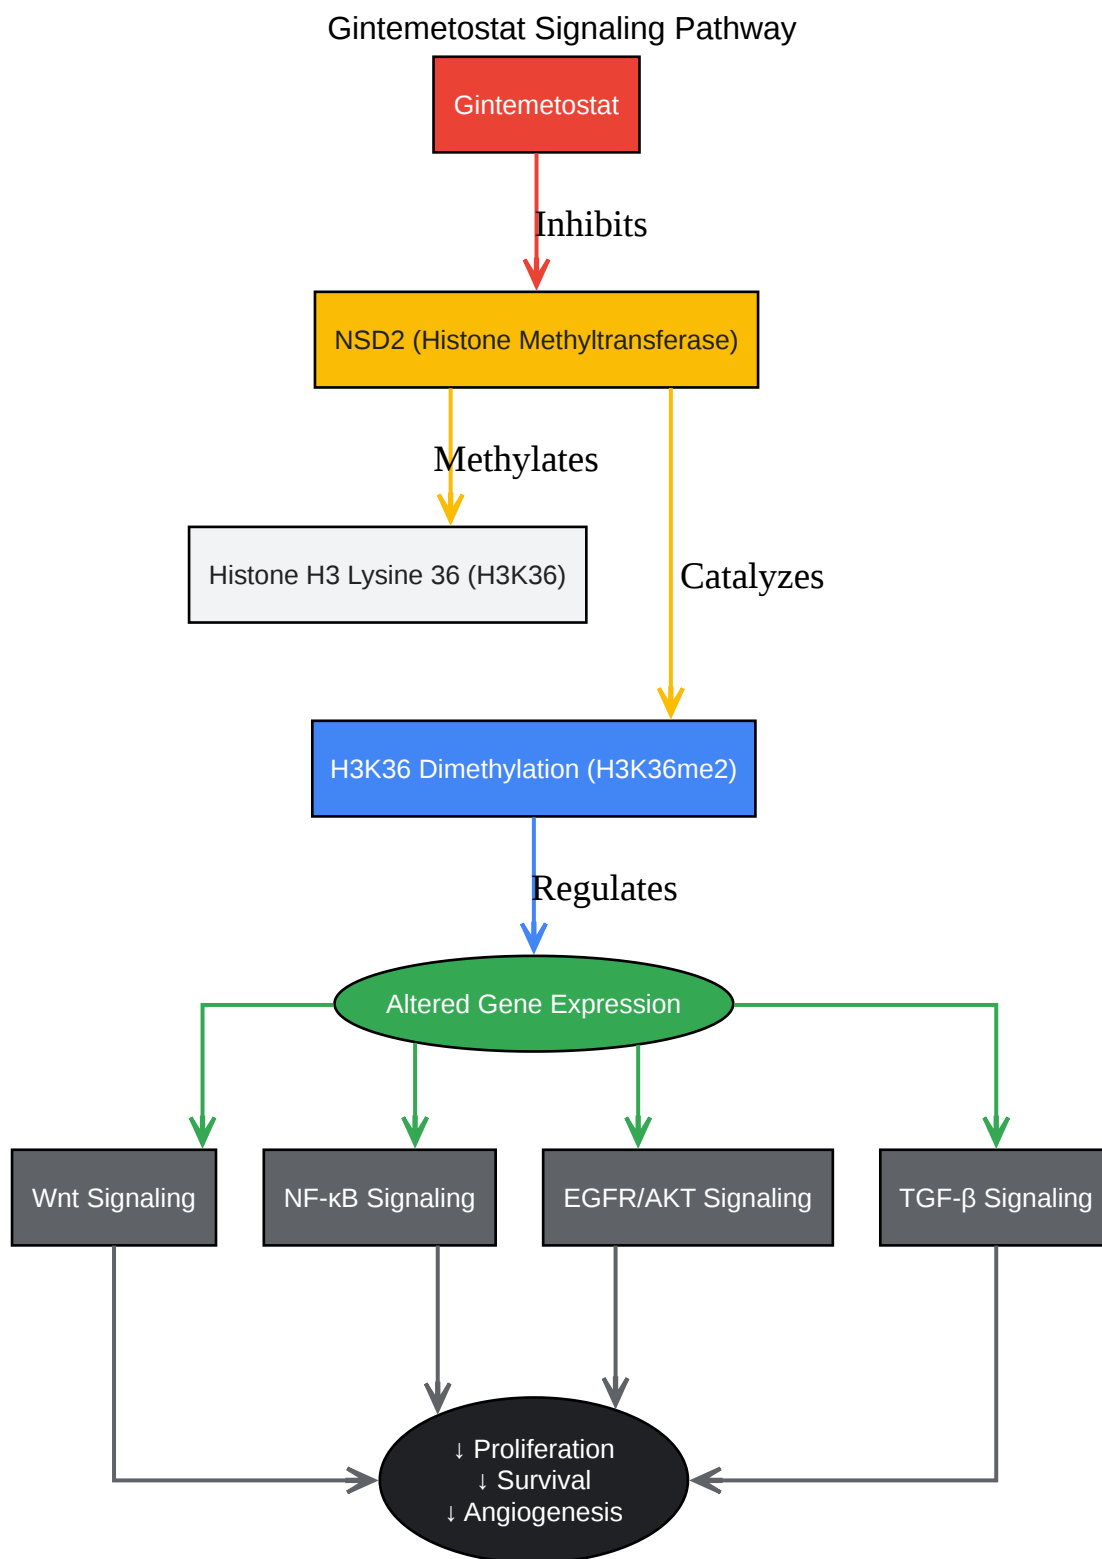 Gintemetostat Signaling Pathway
Gintemetostat
Inhibits
NSD2 (Histone Methyltransferase)
Methylates
Histone H3 Lysine 36 (H3K36)
Catalyzes
H3K36 Dimethylation (H3K36me2)
Regulates
Altered Gene Expression
Wnt Signaling
NF-κB Signaling
EGFR/AKT Signaling
TGF-β Signaling
↓ Proliferation
↓ Survival
↓ Angiogenesis